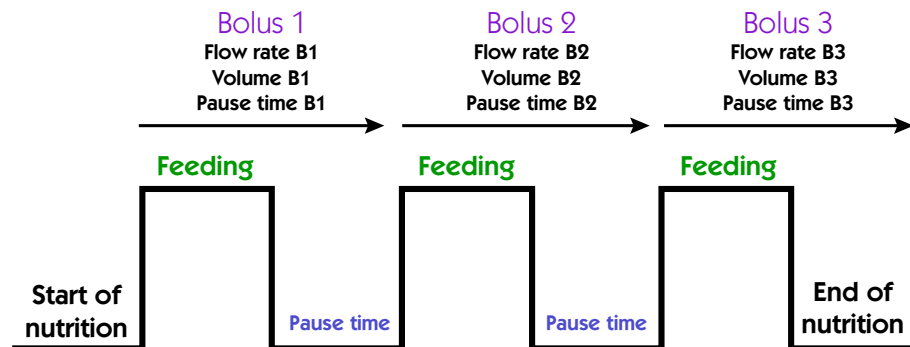 Bolus 1
Flow rate B1
Volume B1
Pause time B1
Bolus 2
Flow rate B2
Volume B2
Pause time B2
Bolus 3
Flow rate B3
Volume B3
Pause time B3
Feeding
Feeding
Feeding
Start of
nutrition
Pause time
Pause time
End of
nutrition